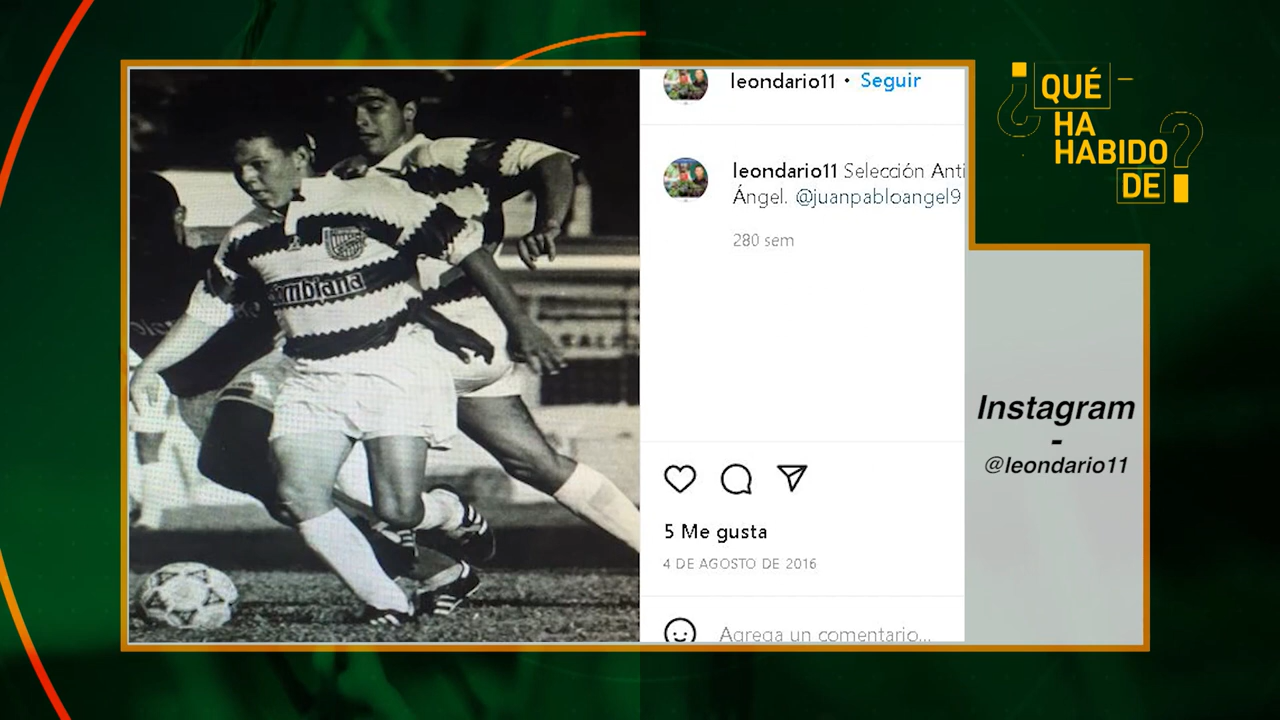 leondario11 • Seguir
leondario11 Selección Anti
Ángel. @juanpabloangel9
280 sem
5 Me gusta
4 DE AGOSTO DE 2016
Agrega un comentario...
¿QUÉ
HA
HABIDO
DE?
Instagram
-
@leondario11